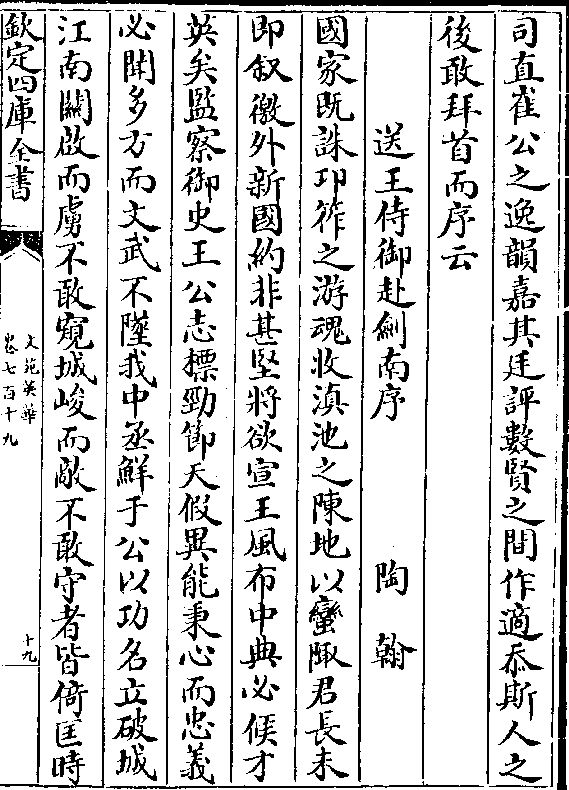 司直崔公之逸韻嘉其廷評數賢之間作適忝斯人之
後敢拜首而序云
送王侍御赴劍南序 陶翰
國家既誅卭筰之游魂收滇池之陳地以蠻陬君長未
即叙徼外新國約非甚堅將欲宣王風布中典必俟才
英矣監察御史王公志標勁節天假異能秉心而忠義
必聞多方而文武不墜我中丞鮮于公以功名立破城
江南闢啟而虜不敢窺城峻而敵不敢守者皆倚匡時
欽定四庫全書
文苑英華
卷七百十九
十九